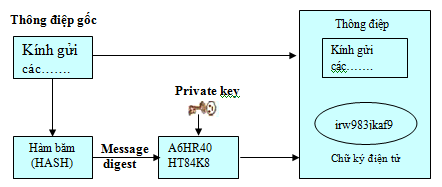 Thông điệp gốc
Kính gửi
các.......
Private key
Hàm băm
(HASH)
Message
digest
A6HR40
HT84K8
Thông điệp
Kính gửi
các.......
irw983jkaf9
Chữ ký điện tử